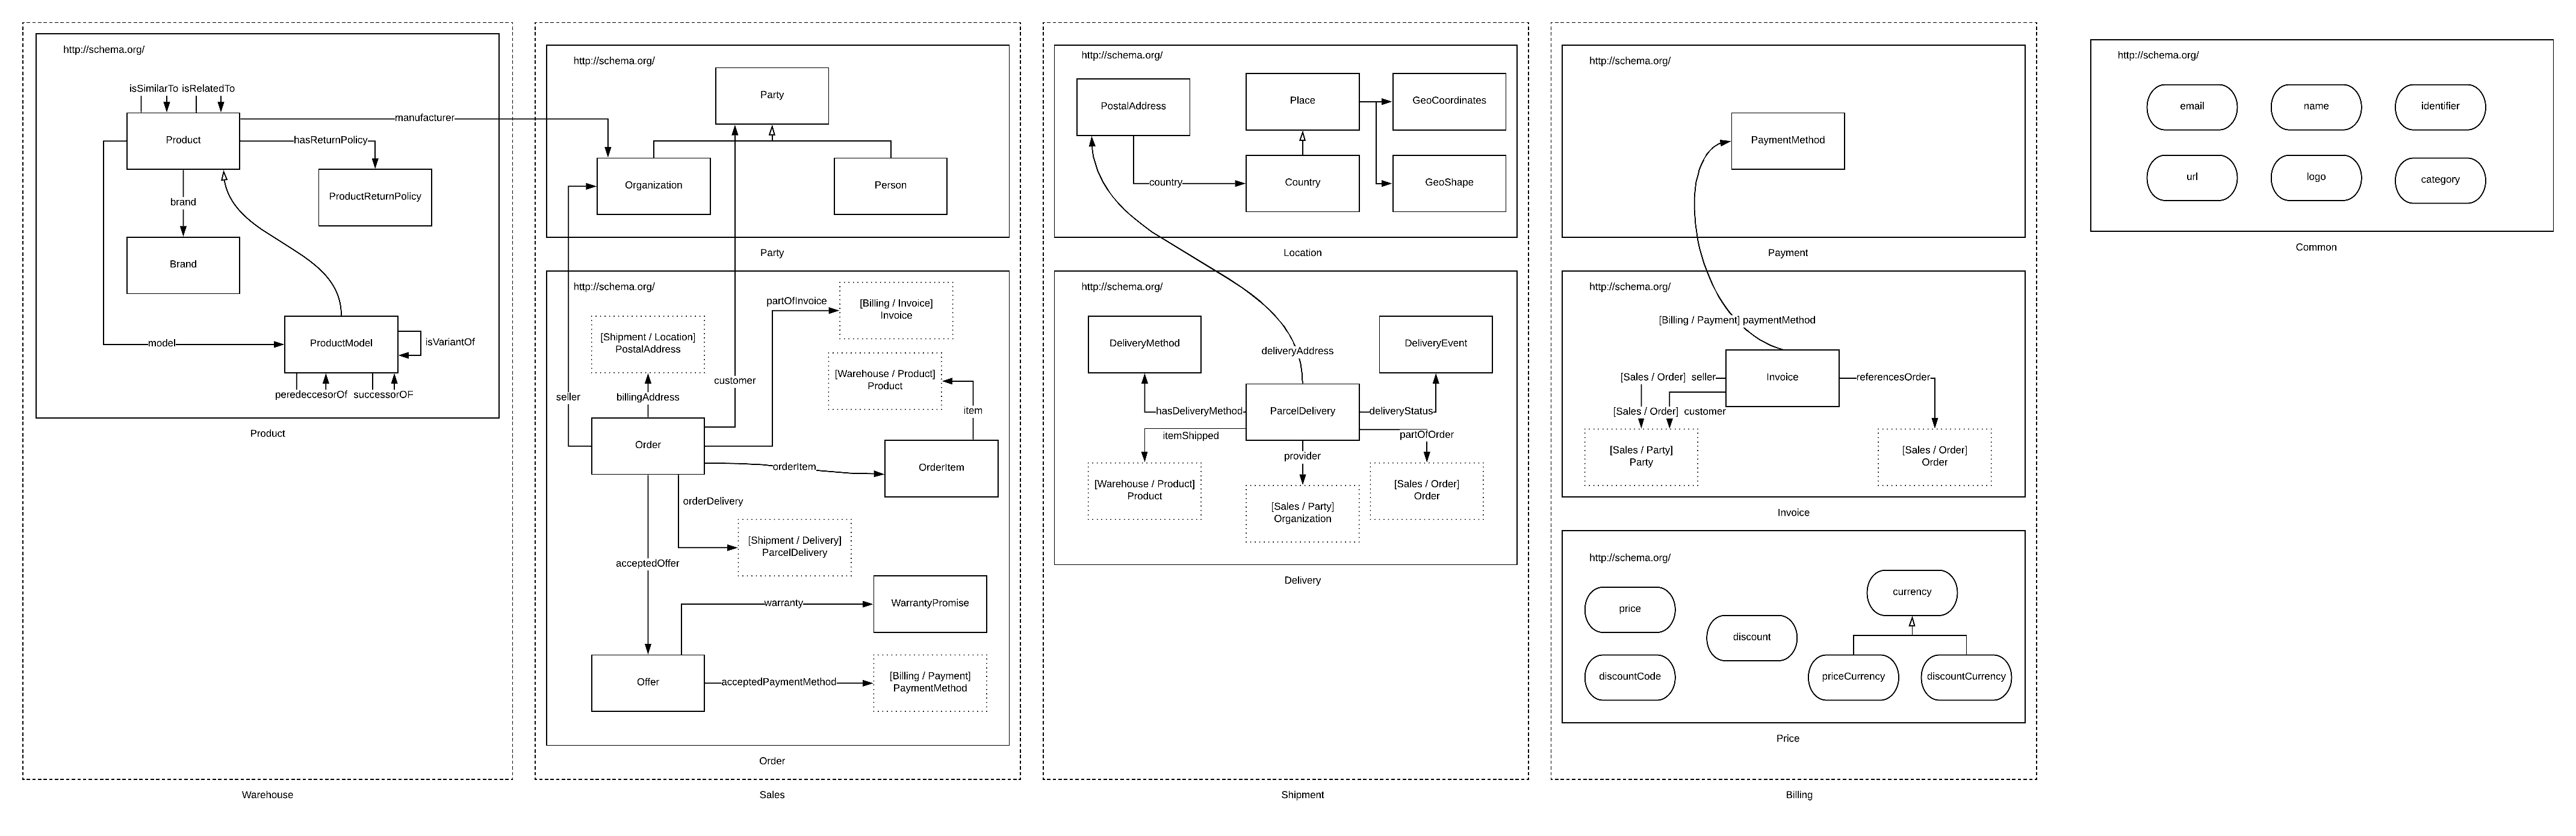 http://schema.org/
isSimilarTo
isRelatedTo
Product
manufacturer
hasReturnPolicy
ProductReturnPolicy
brand
Brand
model
ProductModel
isVariantOf
peredeccesorOf
successorOF
Product
Warehouse
http://schema.org/
Party
Organization
Person
Party
http://schema.org/
partOfInvoice
[Billing / Invoice]
Invoice
[Shipment / Location]
PostalAddress
[Warehouse / Product]
Product
customer
seller
billingAddress
item
Order
orderItem
OrderItem
orderDelivery
[Shipment / Delivery]
ParcelDelivery
acceptedOffer
warranty
WarrantyPromise
Offer
acceptedPaymentMethod
[Billing / Payment]
PaymentMethod
Order
Sales
http://schema.org/
PostalAddress
Place
GeoCoordinates
country
Country
GeoShape
Location
http://schema.org/
DeliveryMethod
deliveryAddress
DeliveryEvent
hasDeliveryMethod
ParcelDelivery
deliveryStatus
itemShipped
partOfOrder
provider
[Warehouse / Product]
Product
[Sales / Party]
Organization
[Sales / Order]
Order
Delivery
Shipment
http://schema.org/
PaymentMethod
Payment
http://schema.org/
[Billing / Payment] paymentMethod
[Sales / Order] seller
Invoice
referencesOrder
[Sales / Order] customer
[Sales / Party]
Party
[Sales / Order]
Order
Invoice
http://schema.org/
currency
price
discount
discountCode
priceCurrency
discountCurrency
Price
Billing
http://schema.org/
email
name
identifier
url
logo
category
Common